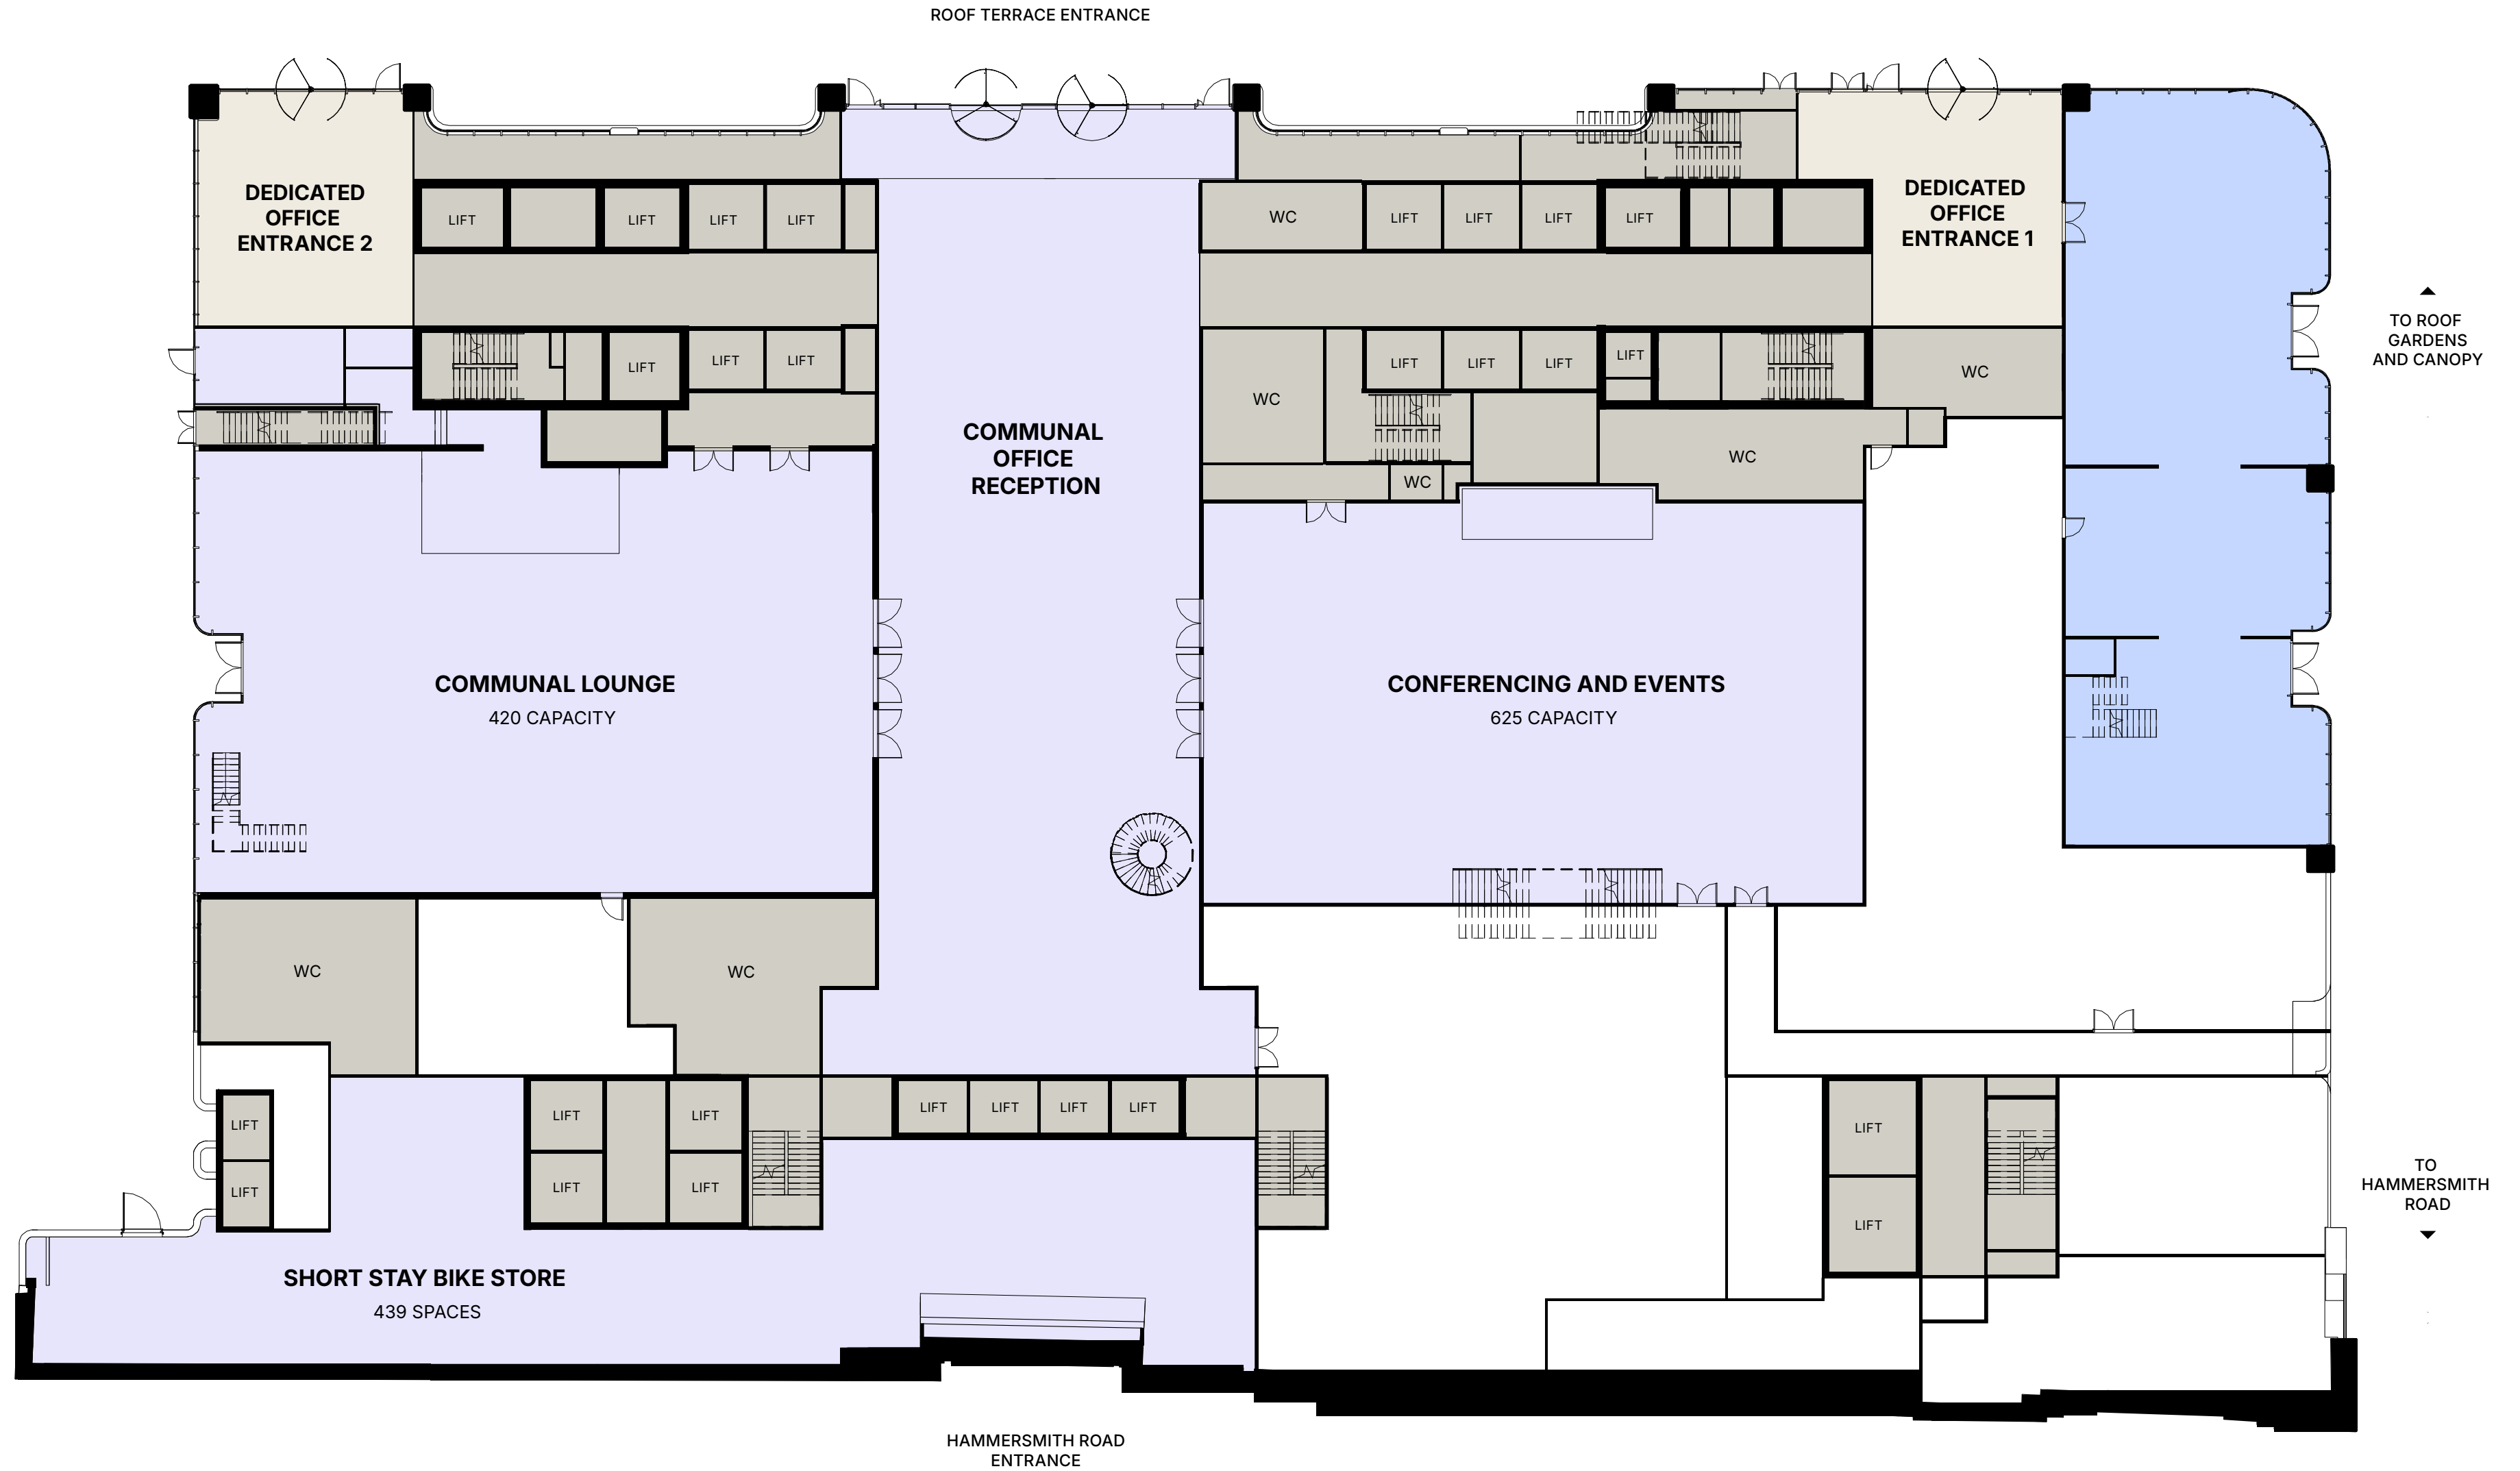 ROOF TERRACE ENTRANCE
DEDICATED
OFFICE
ENTRANCE 2
LIFT
LIFT
LIFT
LIFT
WC
LIFT
LIFT
LIFT
LIFT
DEDICATED
OFFICE
ENTRANCE 1
TO ROOF
GARDENS
AND CANOPY
LIFT
LIFT
LIFT
WC
LIFT
LIFT
LIFT
LIFT
WC
COMMUNAL
OFFICE
RECEPTION
WC
WC
COMMUNAL LOUNGE
420 CAPACITY
CONFERENCING AND EVENTS
625 CAPACITY
WC
WC
LIFT
LIFT
LIFT
LIFT
LIFT
LIFT
LIFT
LIFT
LIFT
LIFT
LIFT
LIFT
TO
HAMMERSMITH
ROAD
SHORT STAY BIKE STORE
439 SPACES
HAMMERSMITH ROAD
ENTRANCE